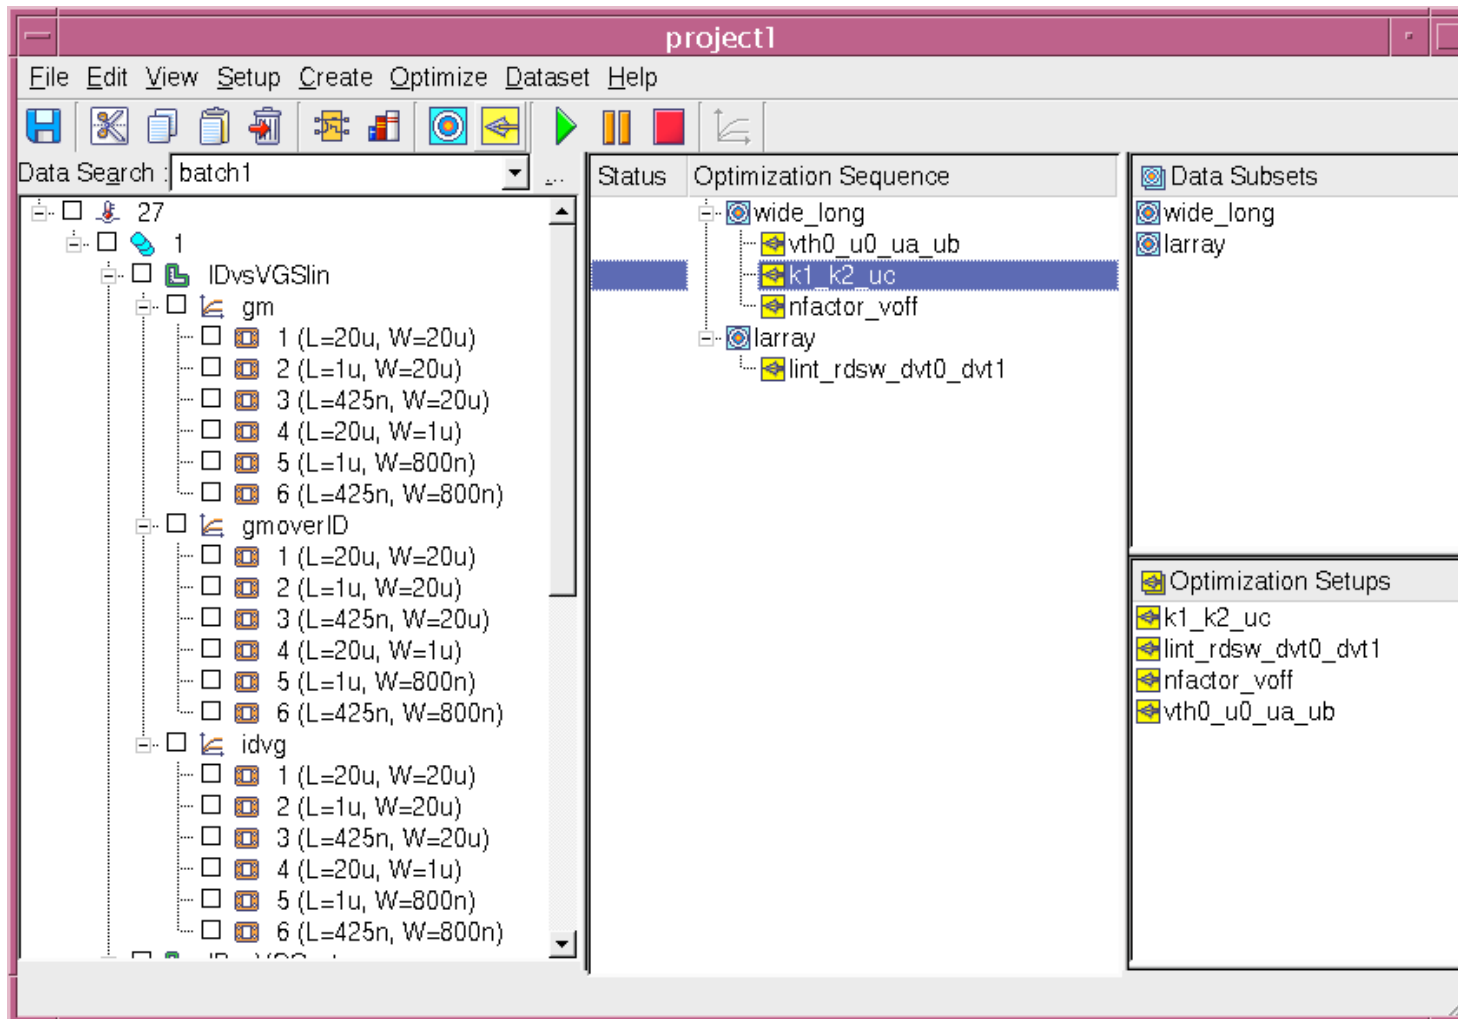 project1
File Edit View Setup Create Optimize Dataset Help
Data Search : batch1 ...
27
1
IDvsVGSlin
gm
1 (L=20u, W=20u)
2 (L=1u, W=20u)
3 (L=425n, W=20u)
4 (L=20u, W=1u)
5 (L=1u, W=800n)
6 (L=425n, W=800n)
gmoverID
1 (L=20u, W=20u)
2 (L=1u, W=20u)
3 (L=425n, W=20u)
4 (L=20u, W=1u)
5 (L=1u, W=800n)
6 (L=425n, W=800n)
idvg
1 (L=20u, W=20u)
2 (L=1u, W=20u)
3 (L=425n, W=20u)
4 (L=20u, W=1u)
5 (L=1u, W=800n)
6 (L=425n, W=800n)
Status Optimization Sequence
wide_long
vth0_u0_ua_ub
k1_k2_uc
nfactor_voff
larray
lint_rdsw_dvt0_dvt1
Data Subsets
wide_long
larray
Optimization Setups
k1_k2_uc
lint_rdsw_dvt0_dvt1
nfactor_voff
vth0_u0_ua_ub